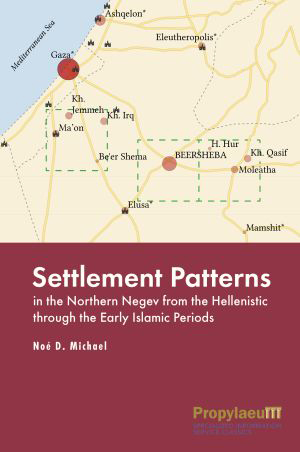 Mediterranean Sea
Ashqelon*
Eleutheropolis*
Gaza*
Kh.
Jemmeh
Kh. Irq
Ma'on
Be'er Shema
H. Hur
BEERSHEBA
Kh. Qasif
Moleatha
Elusa*
Mamshit*
Settlement Patterns
in the Northern Negev from the Hellenistic
through the Early Islamic Periods
Noé D. Michael
Propylaeum
SPECIALIZED INFORMATION
SERVICE CLASSICS